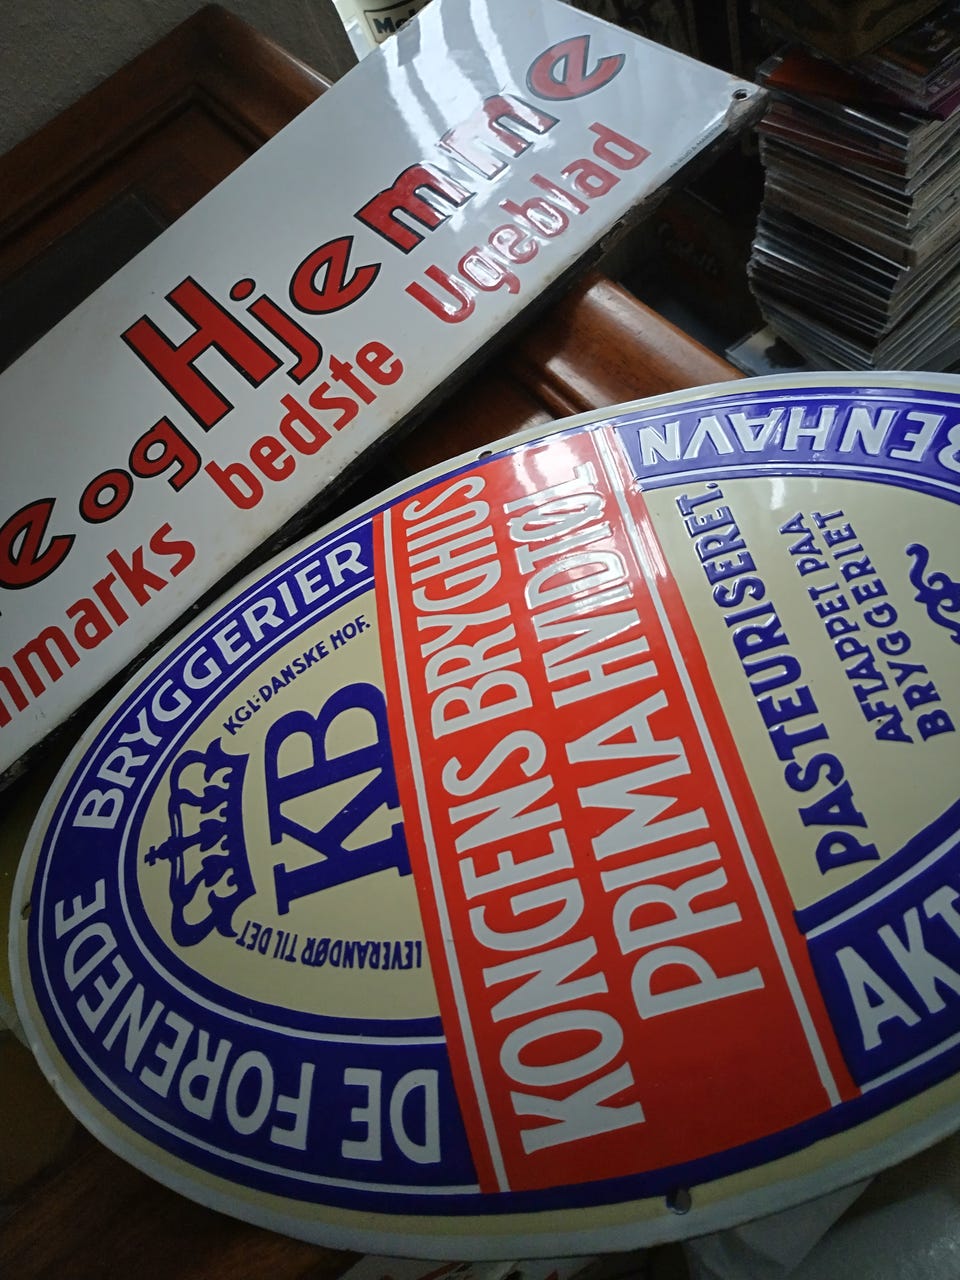 e og Hjemme
nmarks bedste Ugeblad
DE FORENEDE BRYGGERIER
LEVERANDØR TIL DET
KGL: DANSKE HOF.
KB
KONGENS BRYGHUS
PRIMA HVIDTØL
PASTEURISERET.
AFTAPPET PAA
BRYGGERIET
AKT
BENHAVN